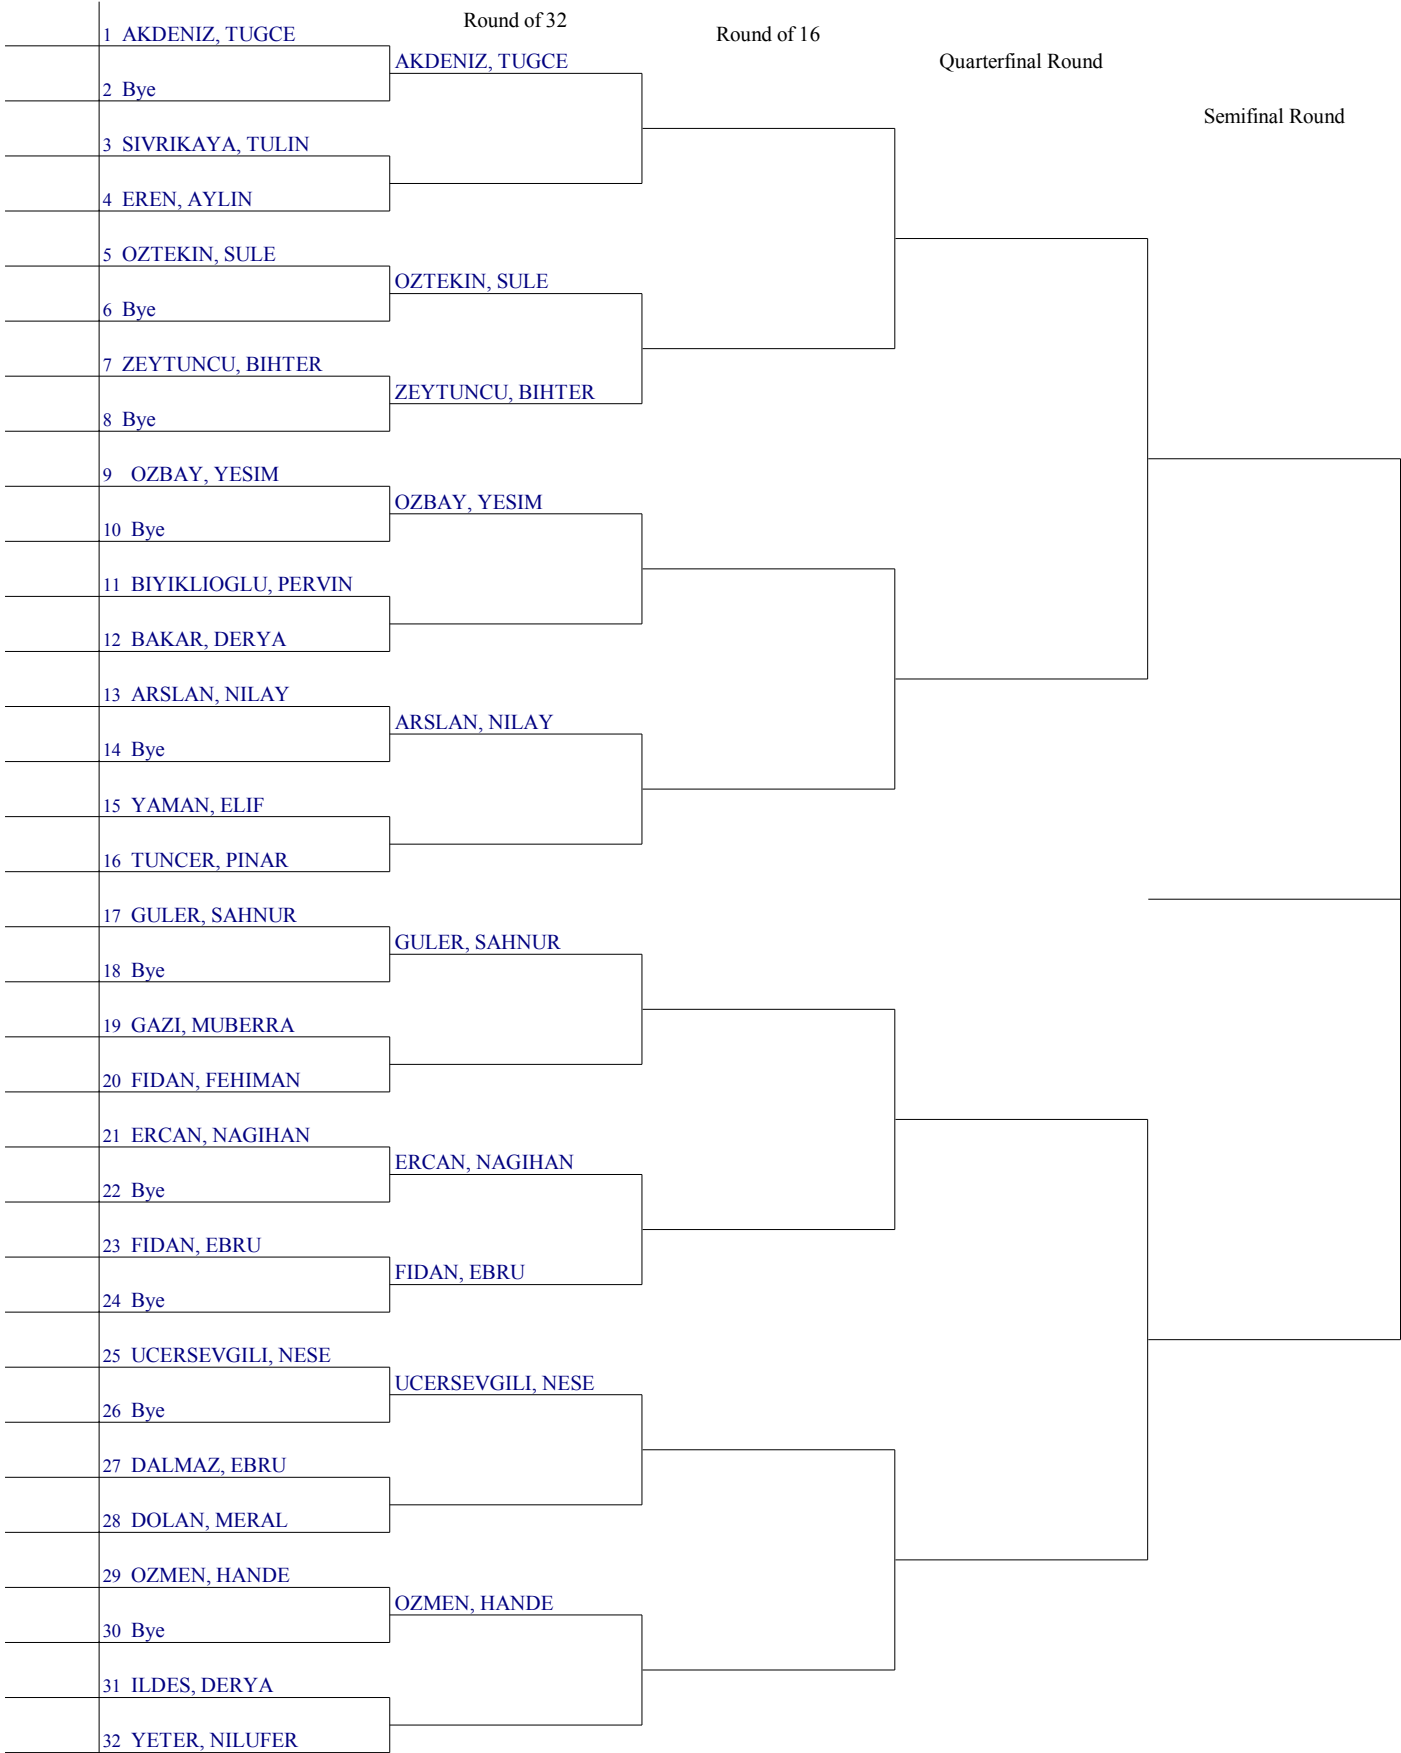 Round of 32
Round of 16
Quarterfinal Round
Semifinal Round
1 AKDENIZ, TUGCE
AKDENIZ, TUGCE
2 Bye
3 SIVRIKAYA, TULIN
4 EREN, AYLIN
5 OZTEKIN, SULE
OZTEKIN, SULE
6 Bye
7 ZEYTUNCU, BIHTER
ZEYTUNCU, BIHTER
8 Bye
9 OZBAY, YESIM
OZBAY, YESIM
10 Bye
11 BIYIKLIOGLU, PERVIN
12 BAKAR, DERYA
13 ARSLAN, NILAY
ARSLAN, NILAY
14 Bye
15 YAMAN, ELIF
16 TUNCER, PINAR
17 GULER, SAHNUR
GULER, SAHNUR
18 Bye
19 GAZI, MUBERRA
20 FIDAN, FEHIMAN
21 ERCAN, NAGIHAN
ERCAN, NAGIHAN
22 Bye
23 FIDAN, EBRU
FIDAN, EBRU
24 Bye
25 UCERSEVGILI, NESE
UCERSEVGILI, NESE
26 Bye
27 DALMAZ, EBRU
28 DOLAN, MERAL
29 OZMEN, HANDE
OZMEN, HANDE
30 Bye
31 ILDES, DERYA
32 YETER, NILUFER